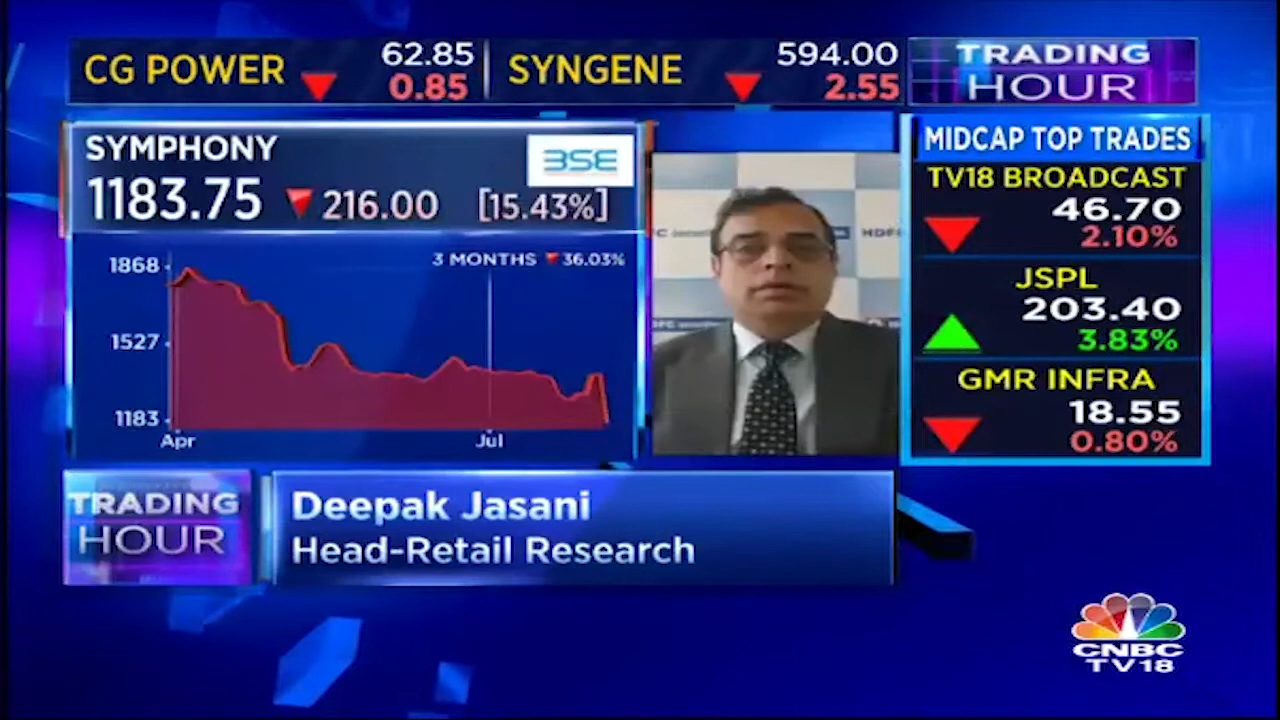 CG POWER 62.85 0.85
SYNGENE 594.00 2.55
TRADING
HOUR
SYMPHONY
BSE
1183.75 216.00 [15.43%]
3 MONTHS 36.03%
1868
1527
1183
Apr Jul
HDFC
MIDCAP TOP TRADES
TV18 BROADCAST
46.70
2.10%
JSPL
203.40
3.83%
GMR INFRA
18.55
0.80%
TRADING
HOUR
Deepak Jasani
Head-Retail Research
CNBC
TV18